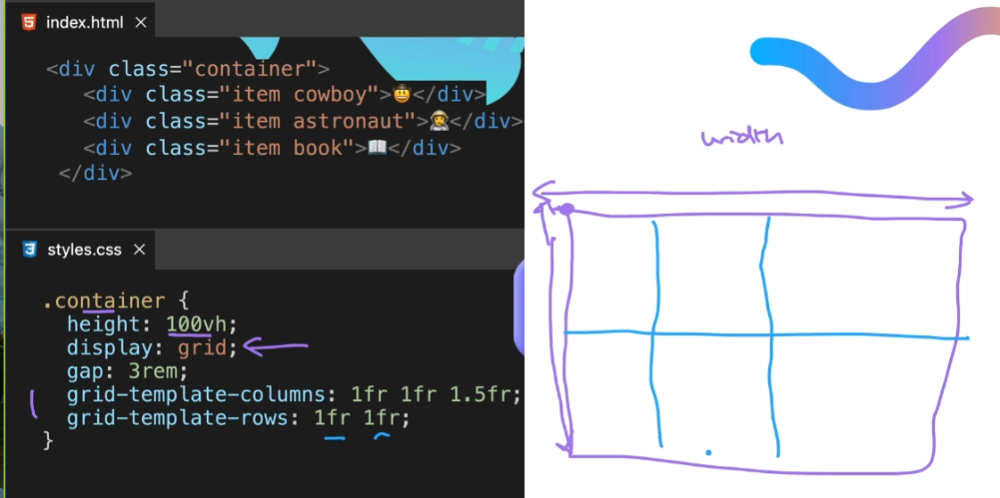 index.html ×
<div class="container">
<div class="item cowboy">🤠</div>
<div class="item astronaut">👩‍🚀</div>
<div class="item book">📖</div>
</div>
styles.css ×
.container {
height: 100vh;
display: grid;
gap: 3rem;
grid-template-columns: 1fr 1fr 1.5fr;
grid-template-rows: 1fr 1fr;
}
width